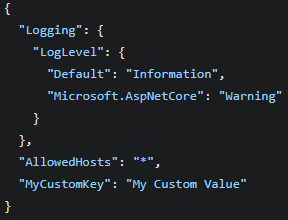 {
  "Logging": {
    "LogLevel": {
      "Default": "Information",
      "Microsoft.AspNetCore": "Warning"
    }
  },
  "AllowedHosts": "*",
  "MyCustomKey": "My Custom Value"
}